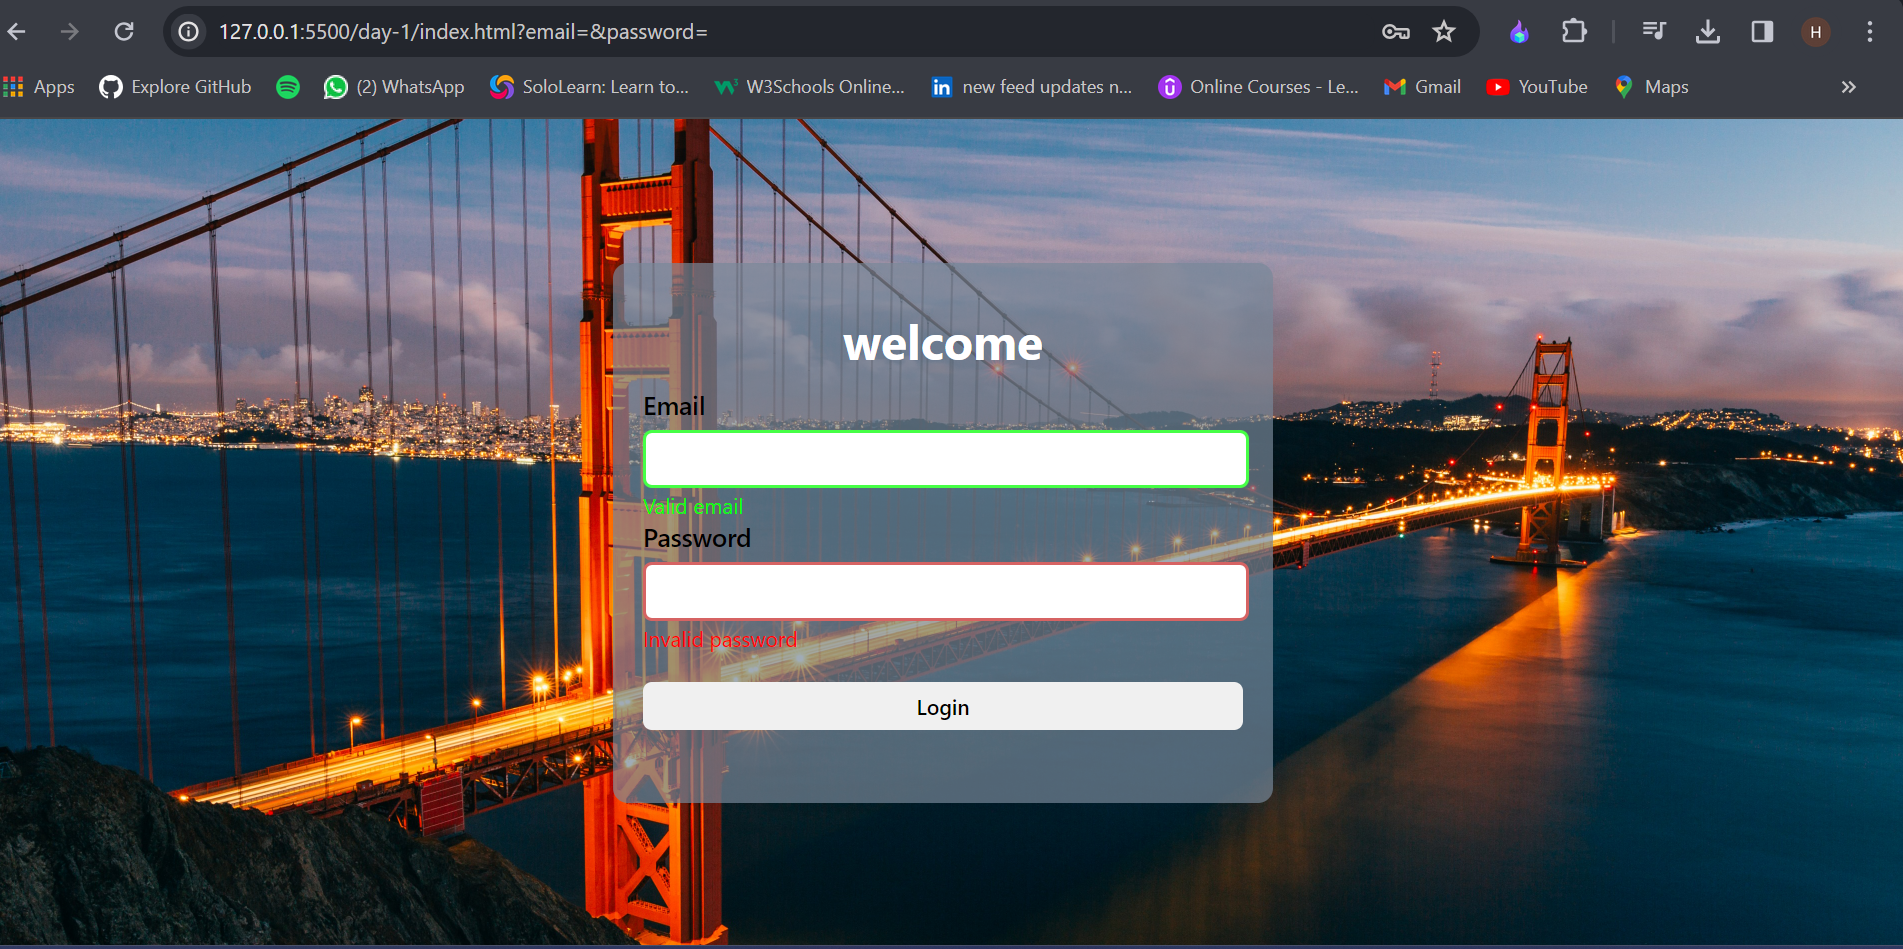 127.0.0.1:5500/day-1/index.html?email=&password=
H
Apps Explore GitHub (2) WhatsApp SoloLearn: Learn to... W3Schools Online... new feed updates n... Online Courses - Le... Gmail YouTube Maps
welcome
Email
Valid email
Password
Invalid password
Login